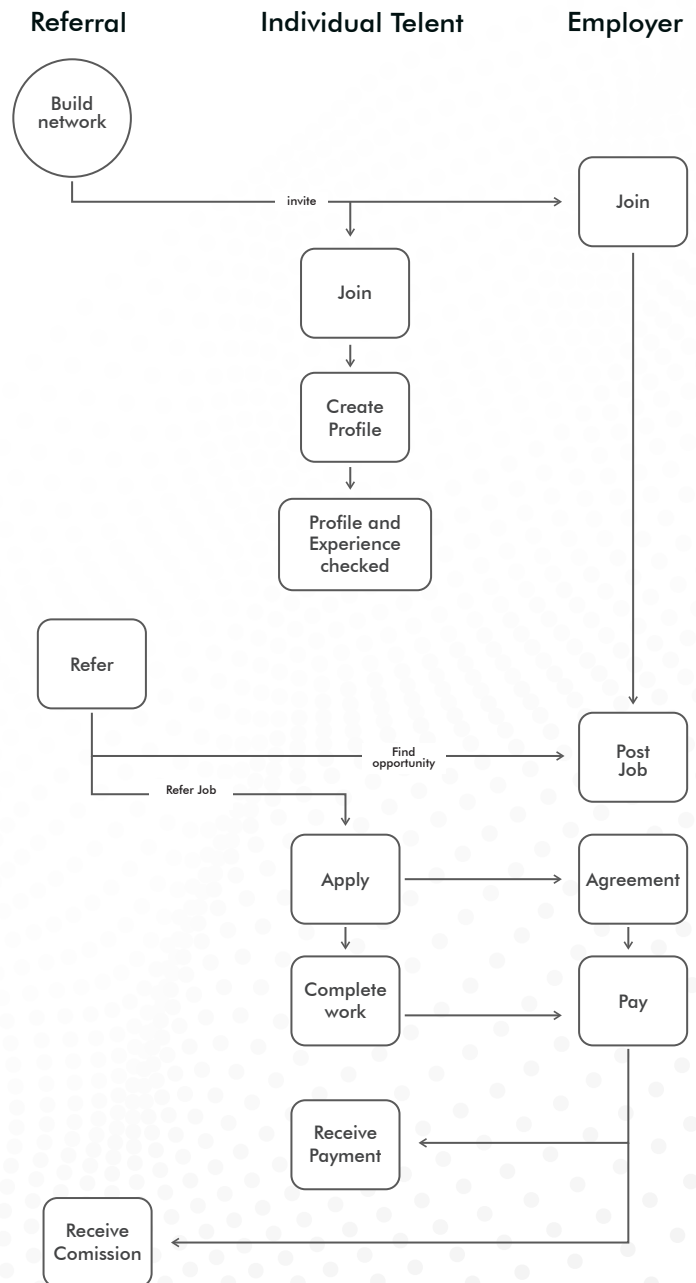 Referral
Individual Talent
Employer
Build
network
invite
Join
Join
Create
Profile
Profile and
Experience
checked
Refer
Find
opportunity
Post
Job
Refer Job
Apply
Agreement
Complete
work
Pay
Receive
Payment
Receive
Comission